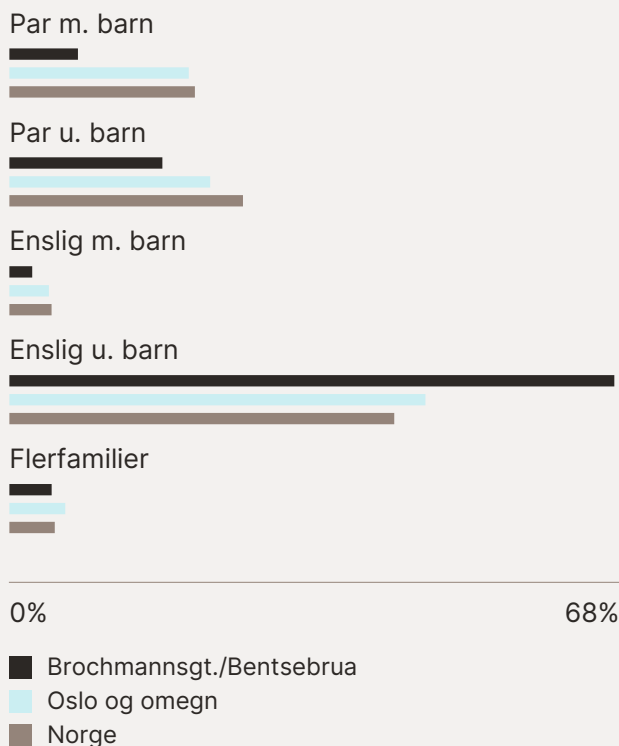 Par m. barn
Par u. barn
Enslig m. barn
Enslig u. barn
Flerfamilier
0% 68%
Brochmannsgt./Bentsebrua
Oslo og omegn
Norge